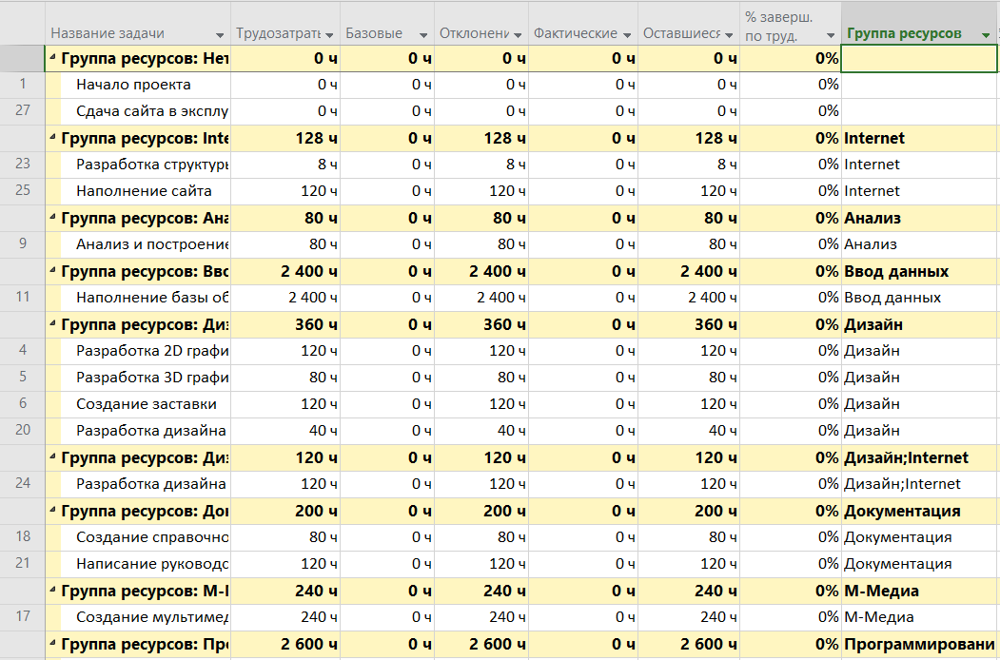 Название задачи Трудозатраты Базовые Отклонени Фактические Оставшиеся % заверш. по труд. Группа ресурсов
Группа ресурсов: Нет 0 ч 0 ч 0 ч 0 ч 0 ч 0%
1 Начало проекта 0 ч 0 ч 0 ч 0 ч 0 ч 0%
27 Сдача сайта в эксплу 0 ч 0 ч 0 ч 0 ч 0 ч 0%
Группа ресурсов: Inte 128 ч 0 ч 128 ч 0 ч 128 ч 0% Internet
23 Разработка структуры 8 ч 0 ч 8 ч 0 ч 8 ч 0% Internet
25 Наполнение сайта 120 ч 0 ч 120 ч 0 ч 120 ч 0% Internet
Группа ресурсов: Ана 80 ч 0 ч 80 ч 0 ч 80 ч 0% Анализ
9 Анализ и построение 80 ч 0 ч 80 ч 0 ч 80 ч 0% Анализ
Группа ресурсов: Ввс 2 400 ч 0 ч 2 400 ч 0 ч 2 400 ч 0% Ввод данных
11 Наполнение базы об 2 400 ч 0 ч 2 400 ч 0 ч 2 400 ч 0% Ввод данных
Группа ресурсов: Диз 360 ч 0 ч 360 ч 0 ч 360 ч 0% Дизайн
4 Разработка 2D графи 120 ч 0 ч 120 ч 0 ч 120 ч 0% Дизайн
5 Разработка 3D графи 80 ч 0 ч 80 ч 0 ч 80 ч 0% Дизайн
6 Создание заставки 120 ч 0 ч 120 ч 0 ч 120 ч 0% Дизайн
20 Разработка дизайна 40 ч 0 ч 40 ч 0 ч 40 ч 0% Дизайн
Группа ресурсов: Диз 120 ч 0 ч 120 ч 0 ч 120 ч 0% Дизайн;Internet
24 Разработка дизайна 120 ч 0 ч 120 ч 0 ч 120 ч 0% Дизайн;Internet
Группа ресурсов: Док 200 ч 0 ч 200 ч 0 ч 200 ч 0% Документация
18 Создание справочно 80 ч 0 ч 80 ч 0 ч 80 ч 0% Документация
21 Написание руководс 120 ч 0 ч 120 ч 0 ч 120 ч 0% Документация
Группа ресурсов: М-І 240 ч 0 ч 240 ч 0 ч 240 ч 0% М-Медиа
17 Создание мультимед 240 ч 0 ч 240 ч 0 ч 240 ч 0% М-Медиа
Группа ресурсов: Прс 2 600 ч 0 ч 2 600 ч 0 ч 2 600 ч 0% Программировани